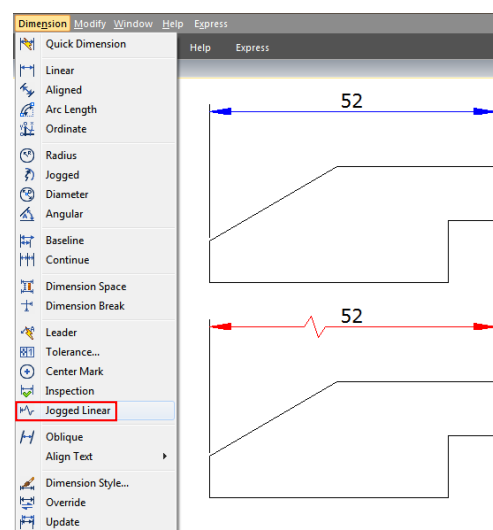 Dimension Modify Window Help Express
Help Express
Quick Dimension
Linear
Aligned
Arc Length
Ordinate
Radius
Jogged
Diameter
Angular
Baseline
Continue
Dimension Space
Dimension Break
Leader
Tolerance...
Center Mark
Inspection
Jogged Linear
Oblique
Align Text
Dimension Style...
Override
Update
52
52